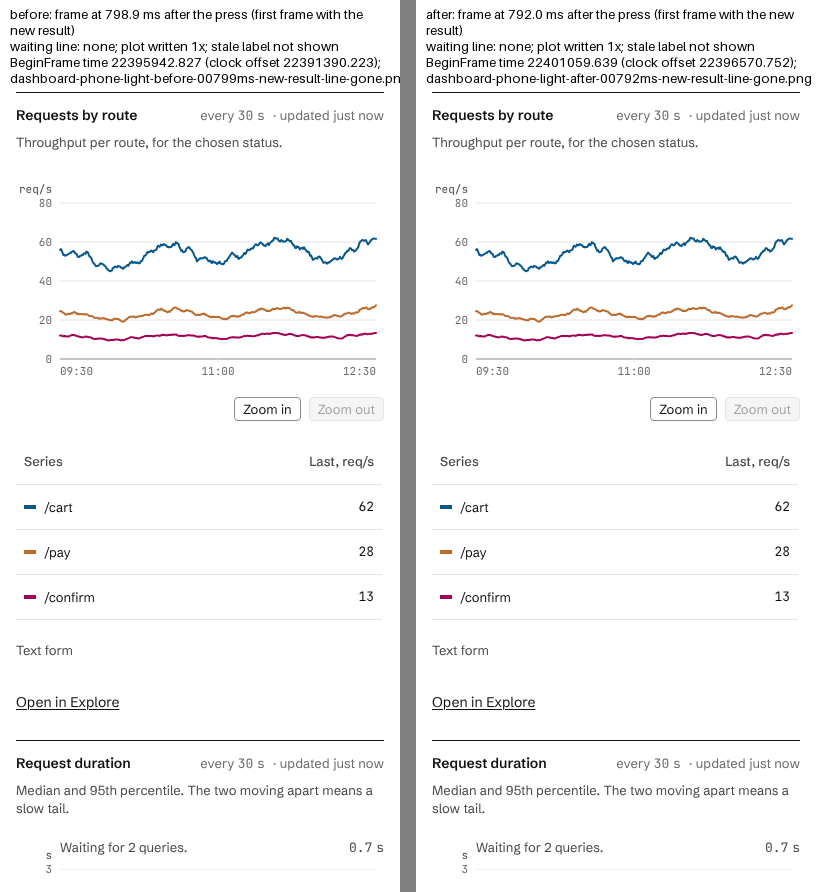 before: frame at 798.9 ms after the press (first frame with the
new result)
waiting line: none; plot written 1x; stale label not shown
BeginFrame time 22395942.827 (clock offset 22391390.223);
dashboard-phone-light-before-00799ms-new-result-line-gone.pn
Requests by route every 30 s · updated just now
Throughput per route, for the chosen status.
req/s
80
60
40
20
0
09:30 11:00 12:30
Zoom in Zoom out
Series Last, req/s
/cart 62
/pay 28
/confirm 13
Text form
Open in Explore
Request duration every 30 s · updated just now
Median and 95th percentile. The two moving apart means a
slow tail.
Waiting for 2 queries. 0.7 s
s
3
after: frame at 792.0 ms after the press (first frame with the new
result)
waiting line: none; plot written 1x; stale label not shown
BeginFrame time 22401059.639 (clock offset 22396570.752);
dashboard-phone-light-after-00792ms-new-result-line-gone.png
Requests by route every 30 s · updated just now
Throughput per route, for the chosen status.
req/s
80
60
40
20
0
09:30 11:00 12:30
Zoom in Zoom out
Series Last, req/s
/cart 62
/pay 28
/confirm 13
Text form
Open in Explore
Request duration every 30 s · updated just now
Median and 95th percentile. The two moving apart means a
slow tail.
Waiting for 2 queries. 0.7 s
s
3